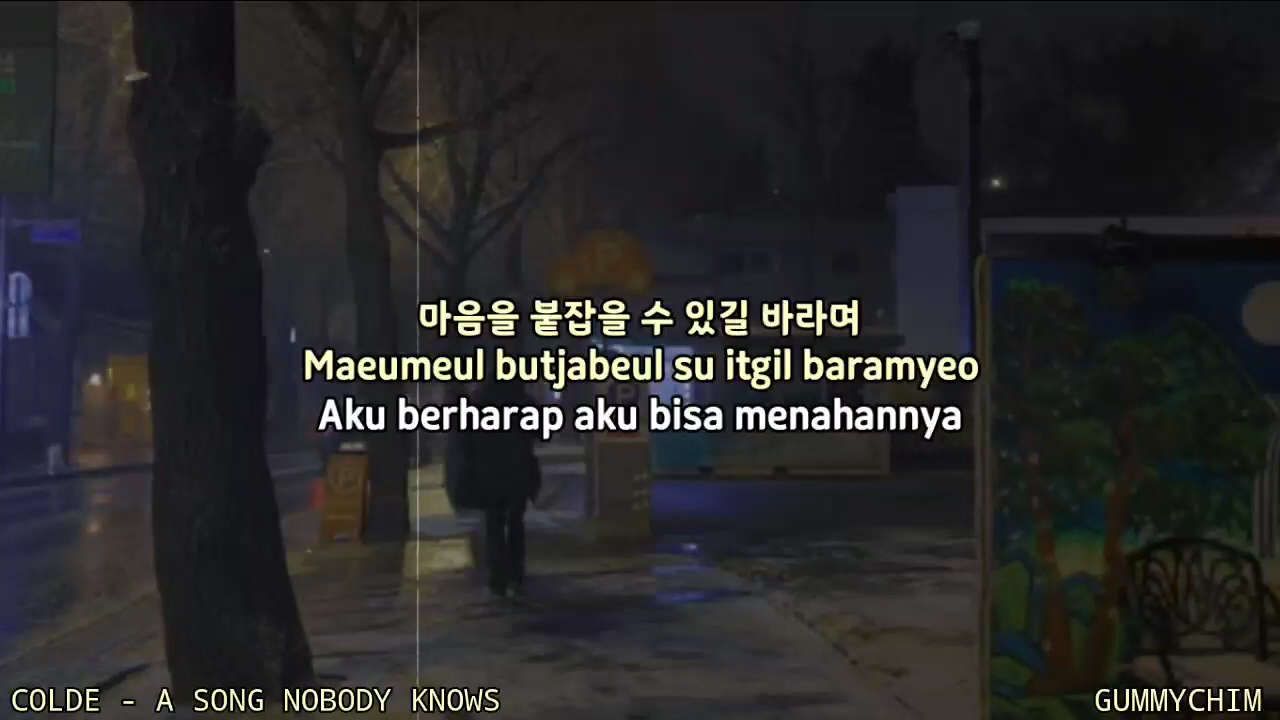 마음을 붙잡을 수 있길 바라며
Maeumeul butjabeul su itgil baramyeo
Aku berharap aku bisa menahannya
COLDE - A SONG NOBODY KNOWS
GUMMYCHIM